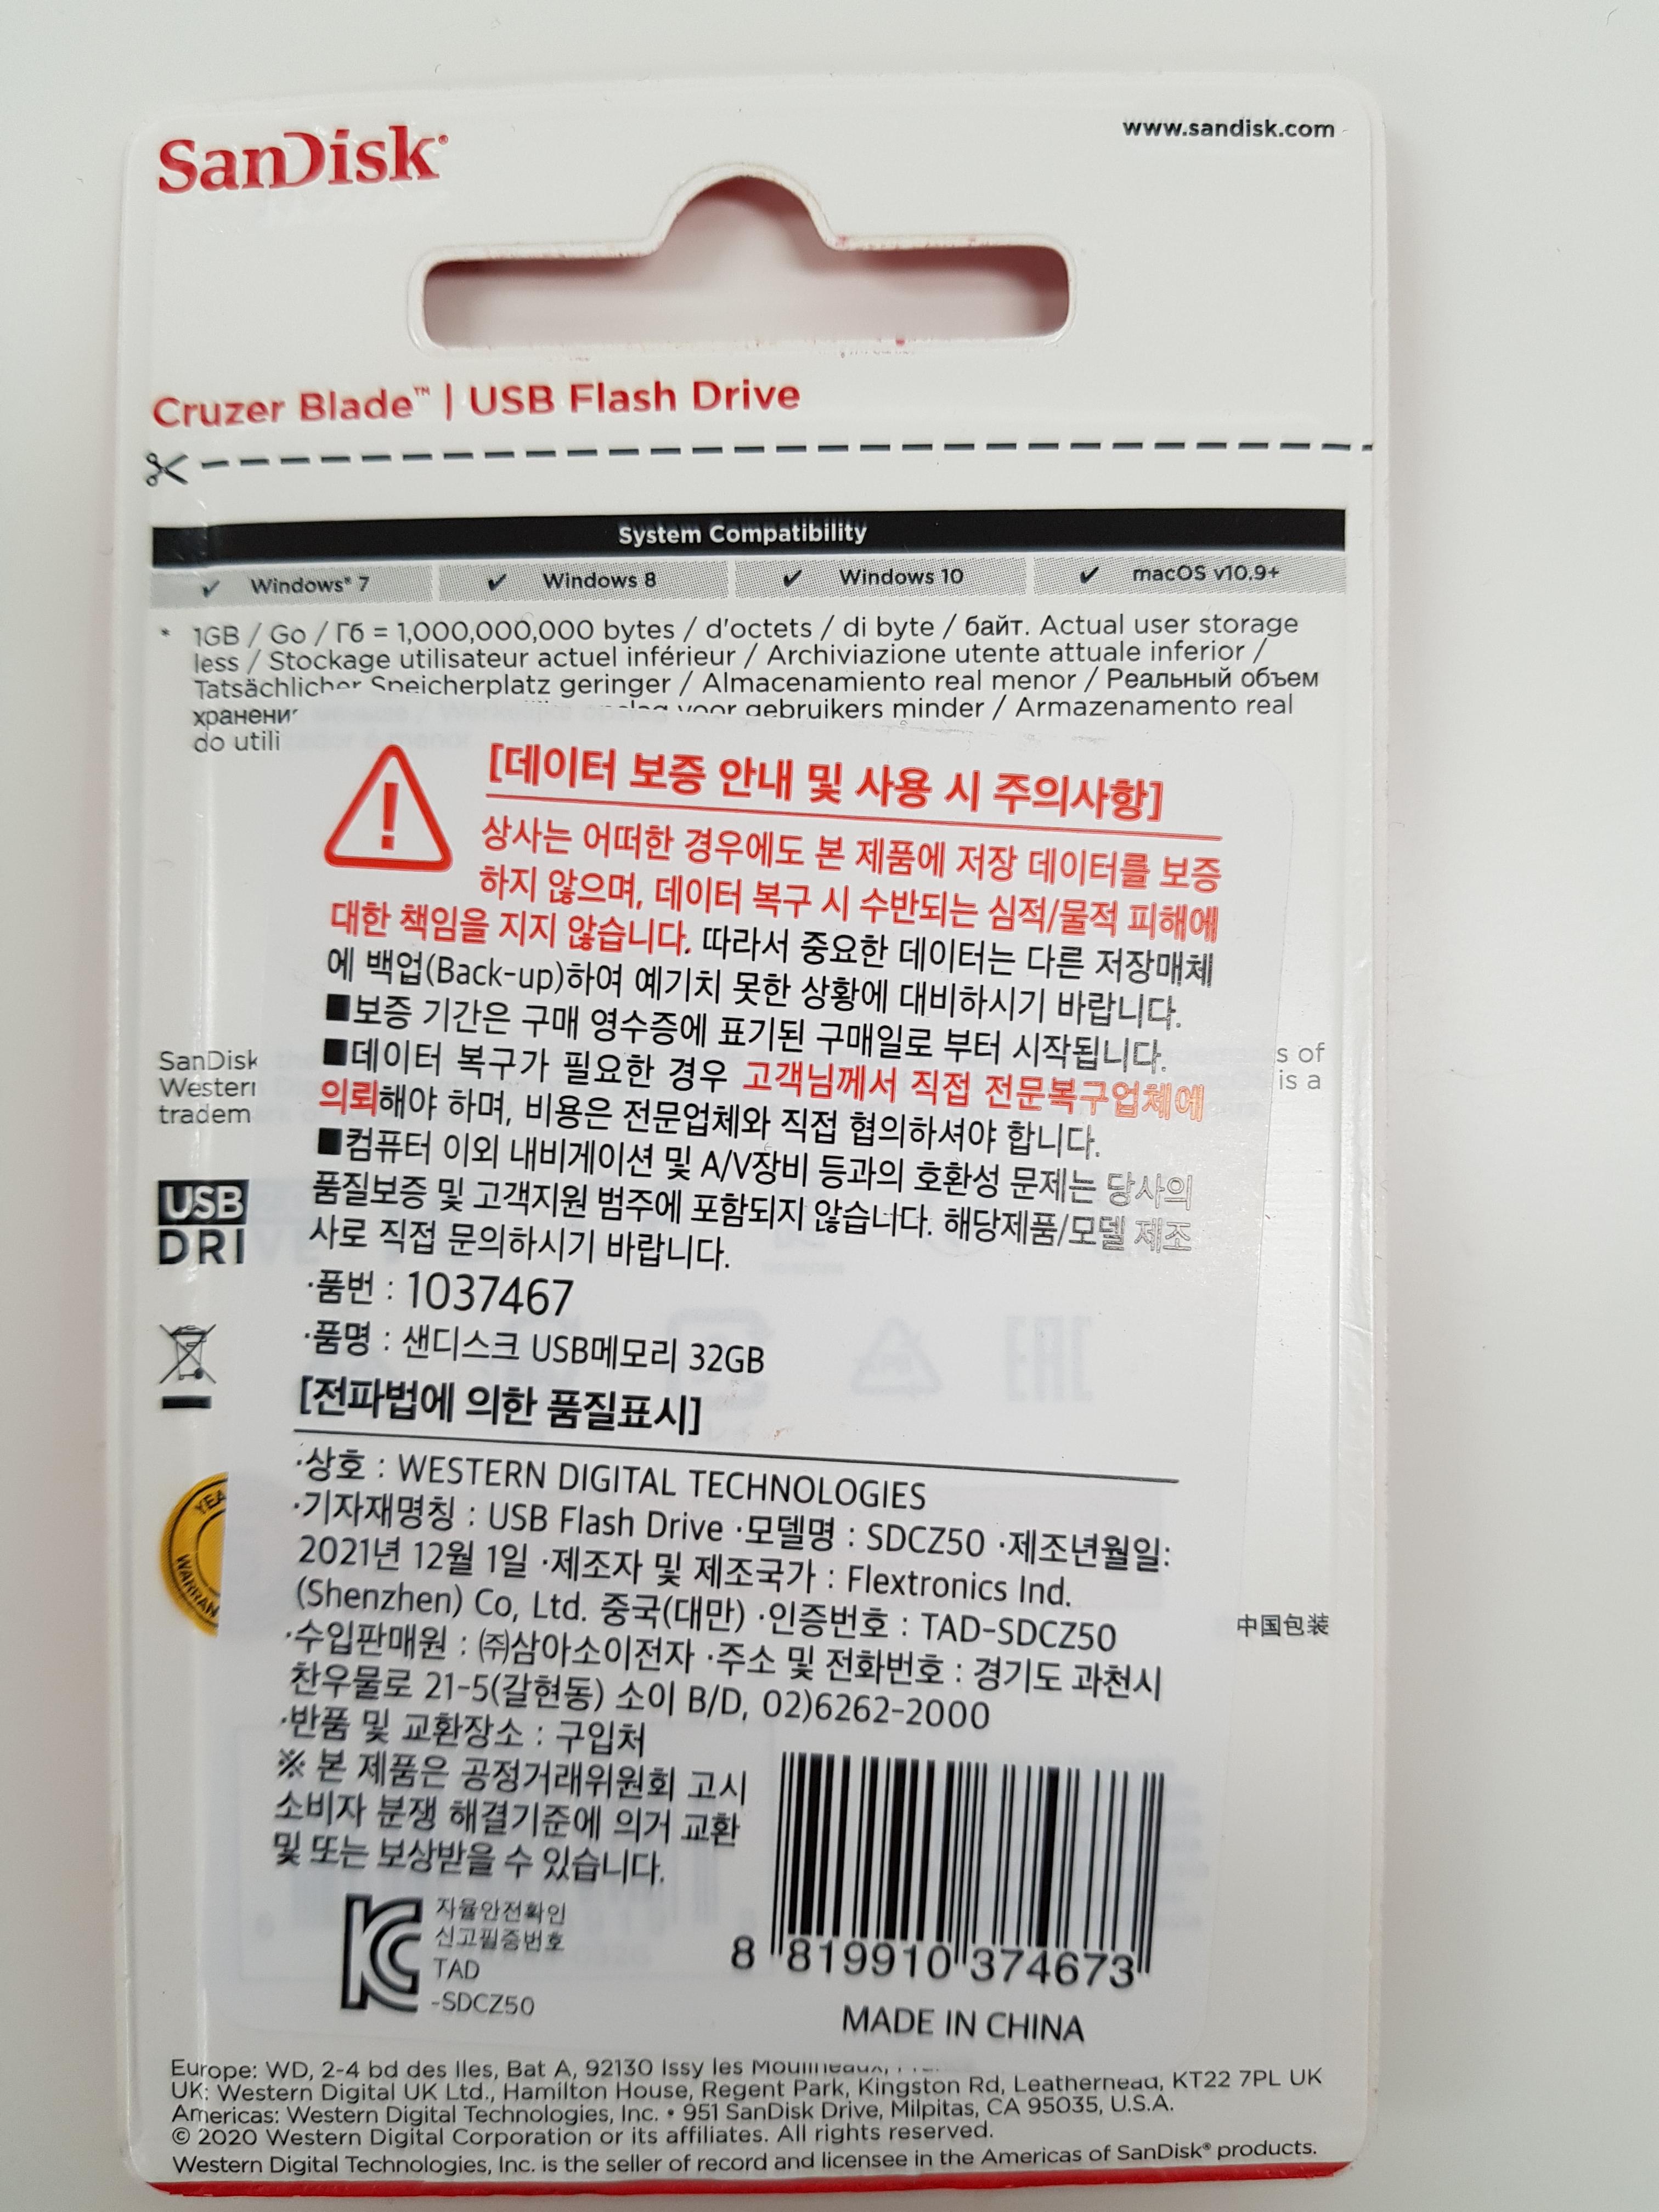 SanDisk
www.sandisk.com
Cruzer Blade™ | USB Flash Drive
System Compatibility
✓ Windows® 7 ✓ Windows 8 ✓ Windows 10 ✓ macOS v10.9+
* 1GB / Go / Гб = 1,000,000,000 bytes / d'octets / di byte / байт. Actual user storage
less / Stockage utilisateur actuel inférieur / Archiviazione utente attuale inferior /
Tatsächlicher Speicherplatz geringer / Almacenamiento real menor / Реальный объем
хранени voor gebruikers minder / Armazenamento real
do utili
[데이터 보증 안내 및 사용 시 주의사항]
상사는 어떠한 경우에도 본 제품에 저장 데이터를 보증
하지 않으며, 데이터 복구 시 수반되는 심적/물적 피해에
대한 책임을 지지 않습니다. 따라서 중요한 데이터는 다른 저장매체
에 백업(Back-up)하여 예기치 못한 상황에 대비하시기 바랍니다.
■보증 기간은 구매 영수증에 표기된 구매일로 부터 시작됩니다.
■데이터 복구가 필요한 경우 고객님께서 직접 전문복구업체에
의뢰해야 하며, 비용은 전문업체와 직접 협의하셔야 합니다.
■컴퓨터 이외 내비게이션 및 A/V장비 등과의 호환성 문제는 당사의
품질보증 및 고객지원 범주에 포함되지 않습니다. 해당제품/모델 제조
사로 직접 문의하시기 바랍니다.
·품번 : 1037467
·품명 : 샌디스크 USB메모리 32GB
[전파법에 의한 품질표시]
·상호 : WESTERN DIGITAL TECHNOLOGIES
·기자재명칭 : USB Flash Drive ·모델명 : SDCZ50 ·제조년월일:
2021년 12월 1일 ·제조자 및 제조국가 : Flextronics Ind.
(Shenzhen) Co, Ltd. 중국(대만) ·인증번호 : TAD-SDCZ50
·수입판매원 : ㈜삼아소이전자 ·주소 및 전화번호 : 경기도 과천시
찬우물로 21-5(갈현동) 소이 B/D, 02)6262-2000
·반품 및 교환장소 : 구입처
※ 본 제품은 공정거래위원회 고시
소비자 분쟁 해결기준에 의거 교환
및 또는 보상받을 수 있습니다.
자율안전확인
신고필증번호
TAD
-SDCZ50
8 819910 374673
MADE IN CHINA
SanDisk
Western
tradem
s of
is a
USB
DRI
YEA
WARRAN
中国包装
Europe: WD, 2-4 bd des Iles, Bat A, 92130 Issy les Moulineaux,
UK: Western Digital UK Ltd., Hamilton House, Regent Park, Kingston Rd, Leatherhead, KT22 7PL UK
Americas: Western Digital Technologies, Inc. • 951 SanDisk Drive, Milpitas, CA 95035, U.S.A.
© 2020 Western Digital Corporation or its affiliates. All rights reserved.
Western Digital Technologies, Inc. is the seller of record and licensee in the Americas of SanDisk® products.